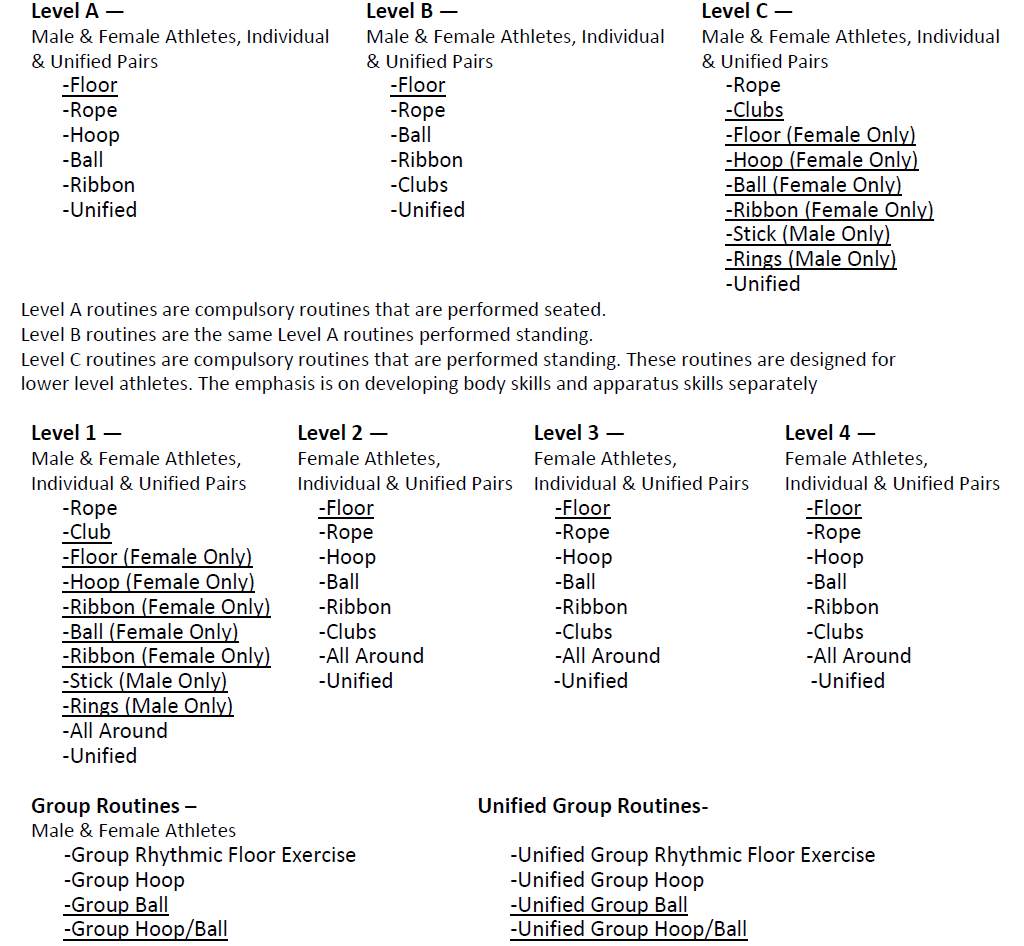 Level A —
Male & Female Athletes, Individual
& Unified Pairs
-Floor
-Rope
-Hoop
-Ball
-Ribbon
-Unified
Level B —
Male & Female Athletes, Individual
& Unified Pairs
-Floor
-Rope
-Ball
-Ribbon
-Clubs
-Unified
Level C —
Male & Female Athletes, Individual
& Unified Pairs
-Rope
-Clubs
-Floor (Female Only)
-Hoop (Female Only)
-Ball (Female Only)
-Ribbon (Female Only)
-Stick (Male Only)
-Rings (Male Only)
-Unified
Level A routines are compulsory routines that are performed seated.
Level B routines are the same Level A routines performed standing.
Level C routines are compulsory routines that are performed standing. These routines are designed for
lower level athletes. The emphasis is on developing body skills and apparatus skills separately
Level 1 —
Male & Female Athletes,
Individual & Unified Pairs
-Rope
-Club
-Floor (Female Only)
-Hoop (Female Only)
-Ribbon (Female Only)
-Ball (Female Only)
-Ribbon (Female Only)
-Stick (Male Only)
-Rings (Male Only)
-All Around
-Unified
Level 2 —
Female Athletes,
Individual & Unified Pairs
-Floor
-Rope
-Hoop
-Ball
-Ribbon
-Clubs
-All Around
-Unified
Level 3 —
Female Athletes,
Individual & Unified Pairs
-Floor
-Rope
-Hoop
-Ball
-Ribbon
-Clubs
-All Around
-Unified
Level 4 —
Female Athletes,
Individual & Unified Pairs
-Floor
-Rope
-Hoop
-Ball
-Ribbon
-Clubs
-All Around
-Unified
Group Routines –
Male & Female Athletes
-Group Rhythmic Floor Exercise
-Group Hoop
-Group Ball
-Group Hoop/Ball
Unified Group Routines-
-Unified Group Rhythmic Floor Exercise
-Unified Group Hoop
-Unified Group Ball
-Unified Group Hoop/Ball